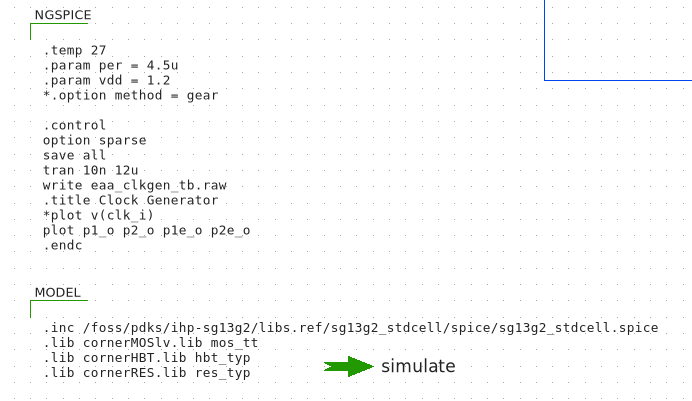 NGSPICE
.temp 27
.param per = 4.5u
.param vdd = 1.2
*.option method = gear
.control
option sparse
save all
tran 10n 12u
write eaa_clkgen_tb.raw
.title Clock Generator
*plot v(clk_i)
plot p1_o p2_o p1e_o p2e_o
.endc
MODEL
.inc /foss/pdks/ihp-sg13g2/libs.ref/sg13g2_stdcell/spice/sg13g2_stdcell.spice
.lib cornerMOSlv.lib mos_tt
.lib cornerHBT.lib hbt_typ
.lib cornerRES.lib res_typ
simulate